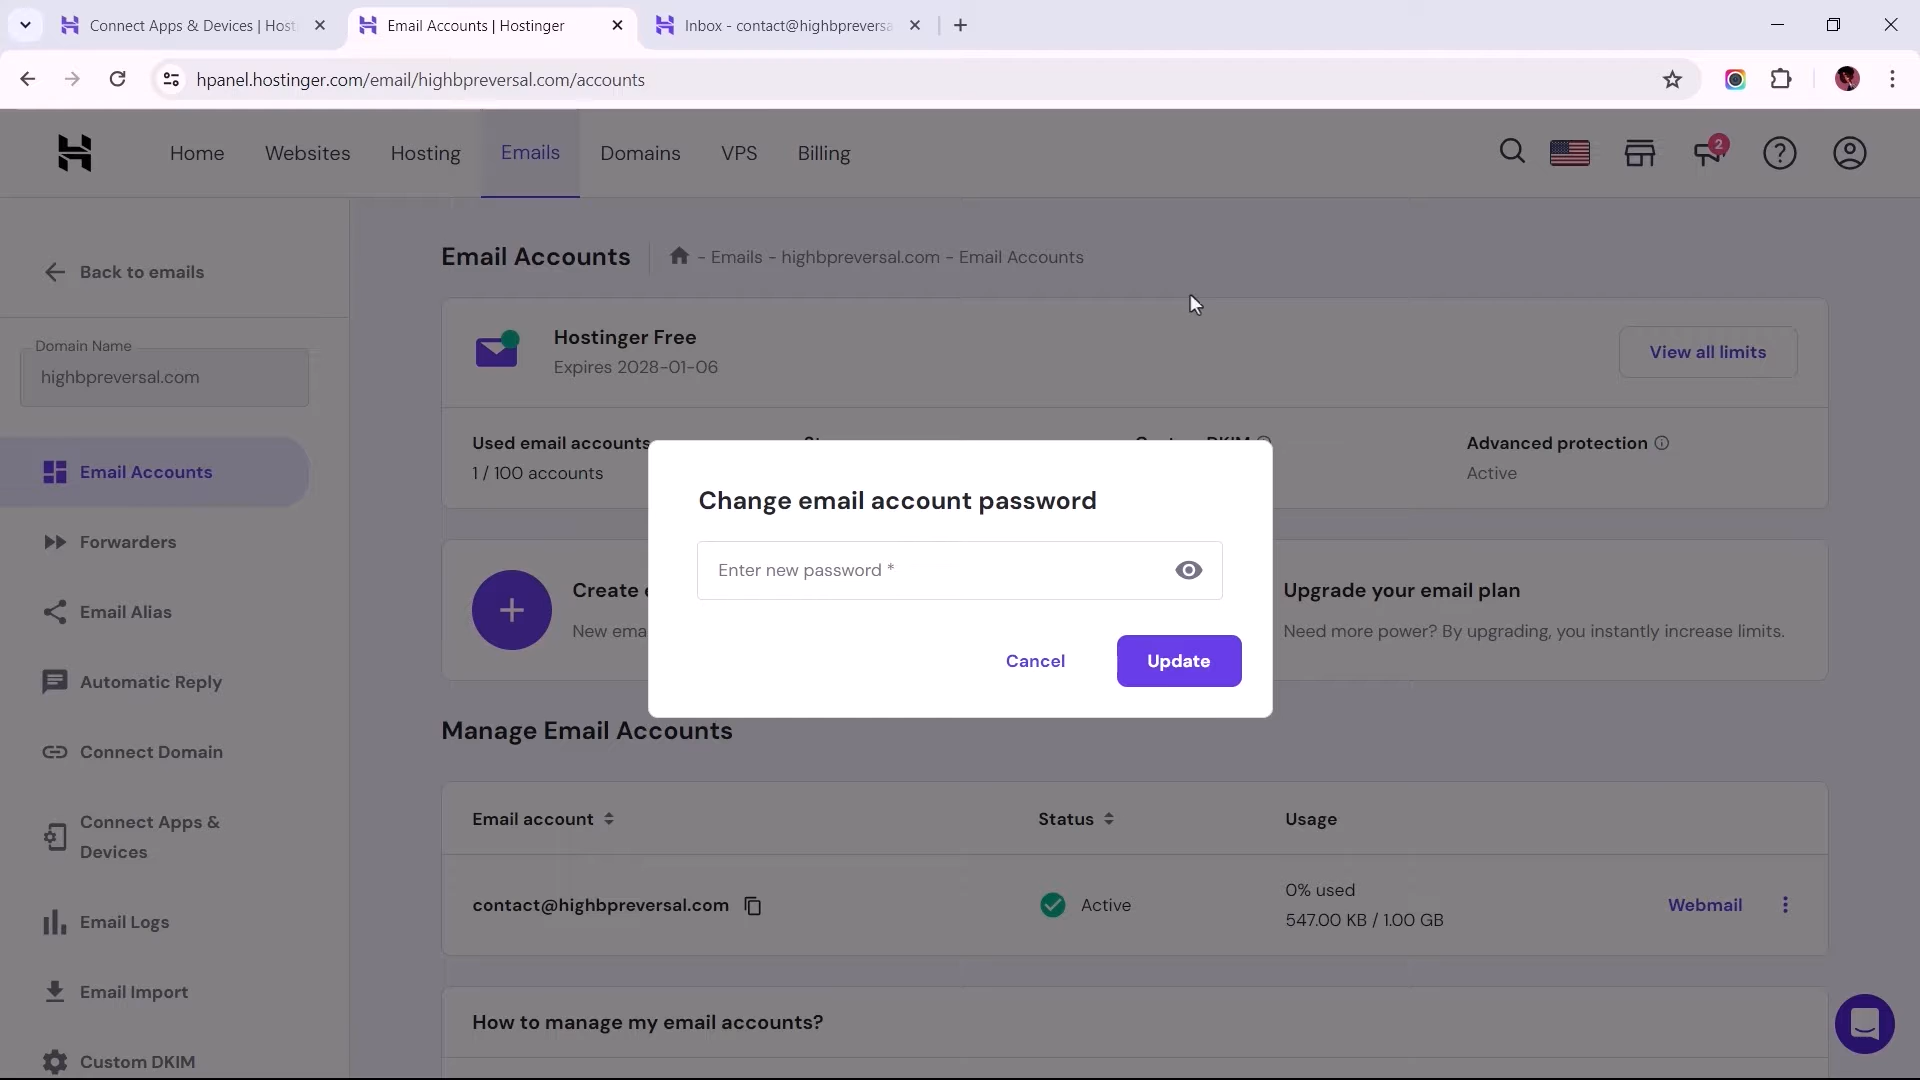 Connect Apps & Devices | Host
Email Accounts | Hostinger
Inbox - contact@highbpreversa
hpanel.hostinger.com/email/highbpreversal.com/accounts
Home
Websites
Hosting
Emails
Domains
VPS
Billing
2
Back to emails
Domain Name
highbpreversal.com
Email Accounts
Forwarders
Email Alias
Automatic Reply
Connect Domain
Connect Apps &
Devices
Email Logs
Email Import
Custom DKIM
Email Accounts
- Emails - highbpreversal.com - Email Accounts
Hostinger Free
Expires 2028-01-06
View all limits
Used email accounts
1 / 100 accounts
Advanced protection
Active
Create
New ema
Upgrade your email plan
Need more power? By upgrading, you instantly increase limits.
Change email account password
Enter new password *
Cancel
Update
Manage Email Accounts
Email account
Status
Usage
contact@highbpreversal.com
Active
0% used
547.00 KB / 1.00 GB
Webmail
How to manage my email accounts?